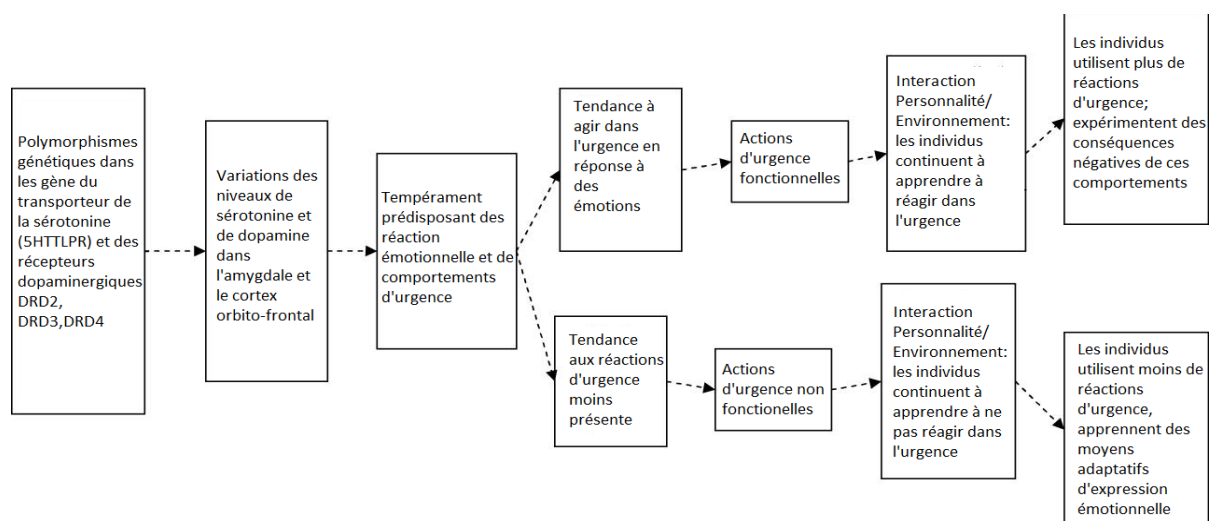 Polymorphismes
génétiques dans
les gène du
transporteur de
la sérotonine
(5HTTLPR) et des
récepteurs
dopaminergiques
DRD2,
DRD3,DRD4
Variations des
niveaux de
sérotonine et
de dopamine
dans
l'amygdale et
le cortex
orbito-frontal
Tempérament
prédisposant des
réaction
émotionnelle et de
comportements
d'urgence
Tendance à
agir dans
l'urgence en
réponse à
des
émotions
Actions
d'urgence
fonctionnelles
Interaction
Personnalité/
Environnement:
les individus
continuent à
apprendre à
réagir dans
l'urgence
Les individus
utilisent plus de
réactions
d'urgence;
expérimentent des
conséquences
négatives de ces
comportements
Tendance
aux réactions
d'urgence
moins
présente
Actions
d'urgence non
fonctionelles
Interaction
Personnalité/
Environnement:
les individus
continuent à
apprendre à ne
pas réagir dans
l'urgence
Les individus
utilisent moins de
réactions
d'urgence,
apprennent des
moyens
adaptatifs
d'expression
émotionnelle